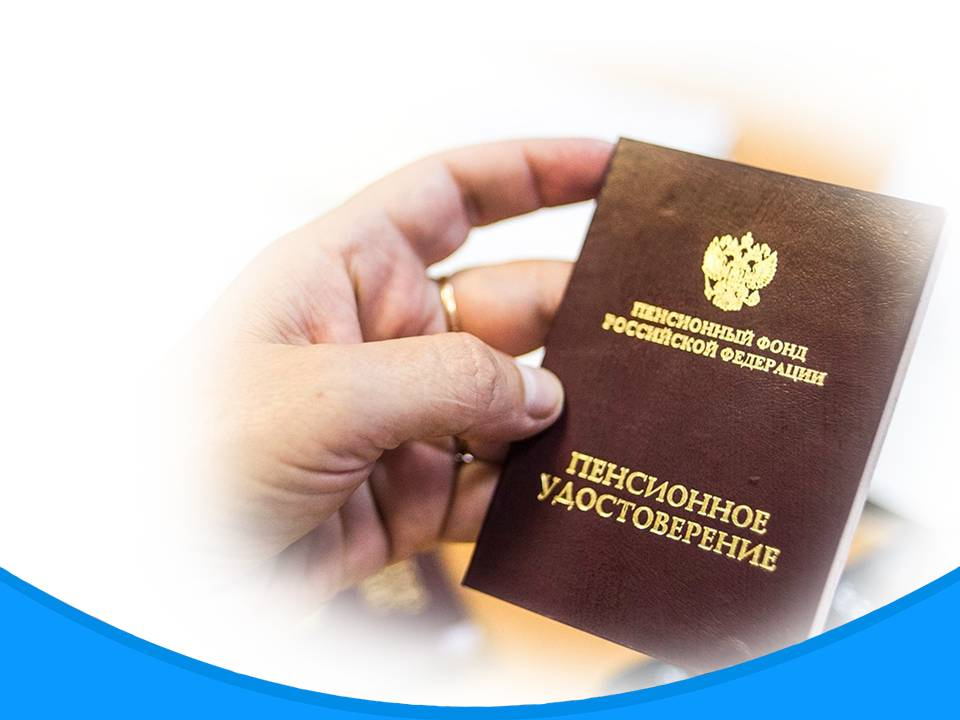 ПЕНСИОННЫЙ ФОНД
РОССИЙСКОЙ ФЕДЕРАЦИИ
ПЕНСИОННОЕ
УДОСТОВЕРЕНИЕ